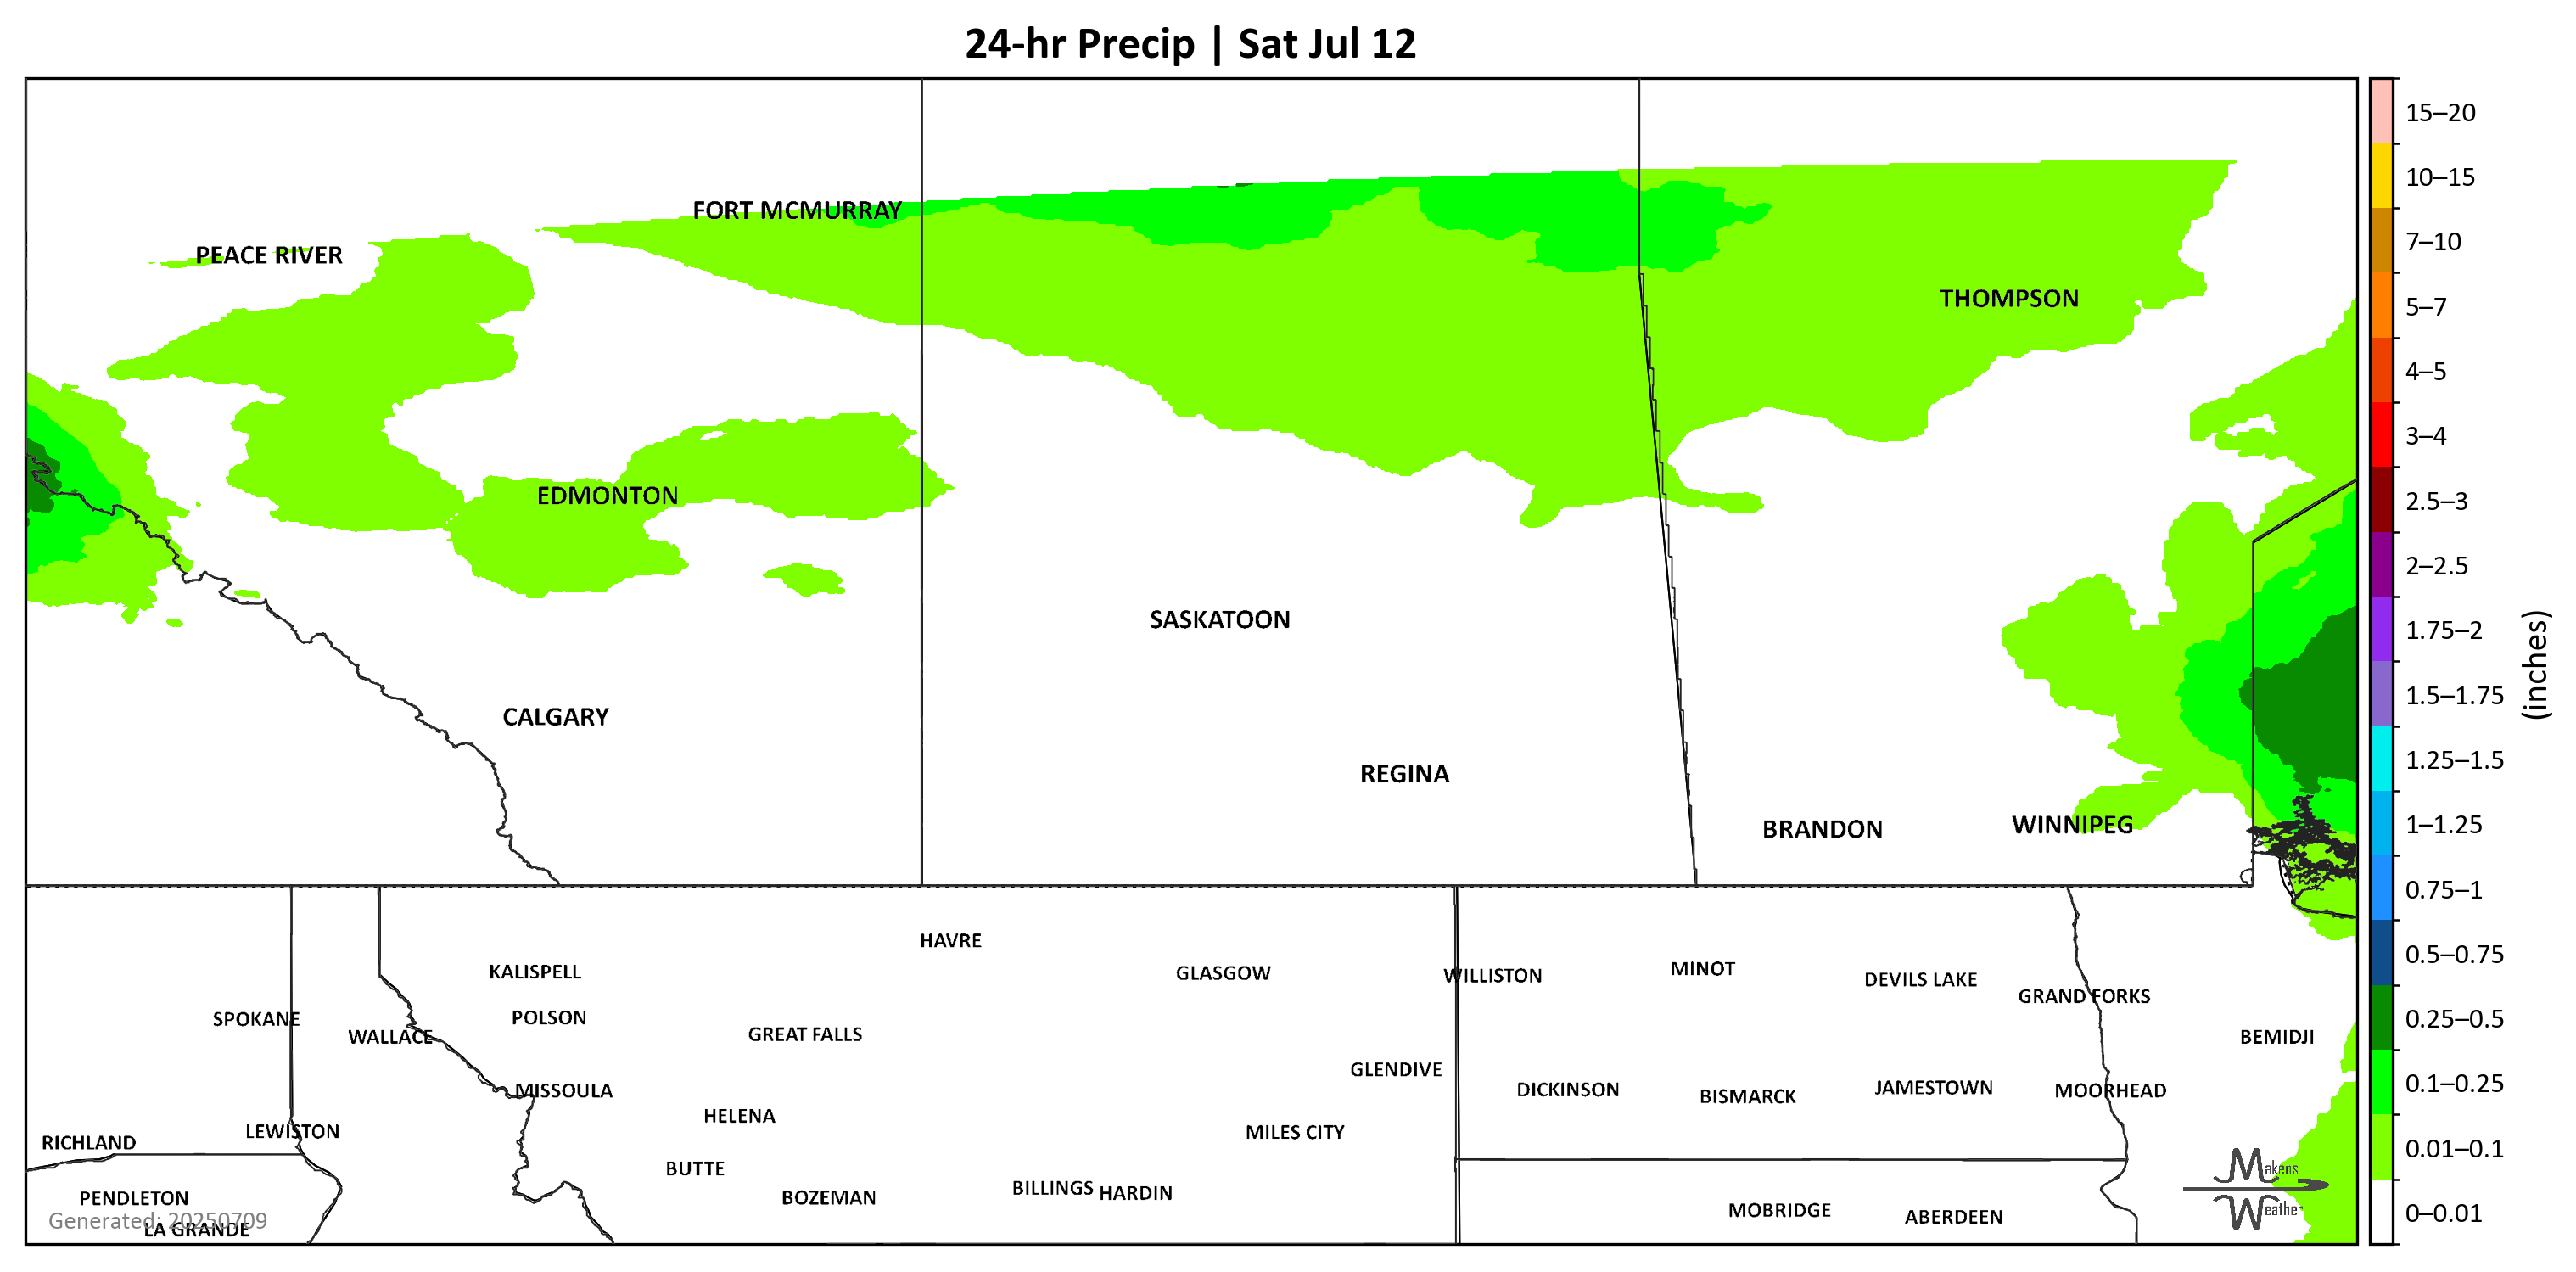 24-hr Precip | Sat Jul 12
15–20
10–15
7–10
5–7
4–5
3–4
2.5–3
2–2.5
1.75–2
1.5–1.75
1.25–1.5
1–1.25
0.75–1
0.5–0.75
0.25–0.5
0.1–0.25
0.01–0.1
0–0.01
(inches)
FORT MCMURRAY
PEACE RIVER
THOMPSON
EDMONTON
SASKATOON
CALGARY
REGINA
BRANDON
WINNIPEG
HAVRE
KALISPELL
GLASGOW
WILLISTON
MINOT
DEVILS LAKE
GRAND FORKS
SPOKANE
WALLACE
POLSON
GREAT FALLS
BEMIDJI
GLENDIVE
MISSOULA
DICKINSON
BISMARCK
JAMESTOWN
MOORHEAD
HELENA
RICHLAND
LEWISTON
MILES CITY
BUTTE
PENDLETON
BOZEMAN
BILLINGS
HARDIN
MOBRIDGE
ABERDEEN
Generated: 20250709
LA GRANDE
Makens
Weather